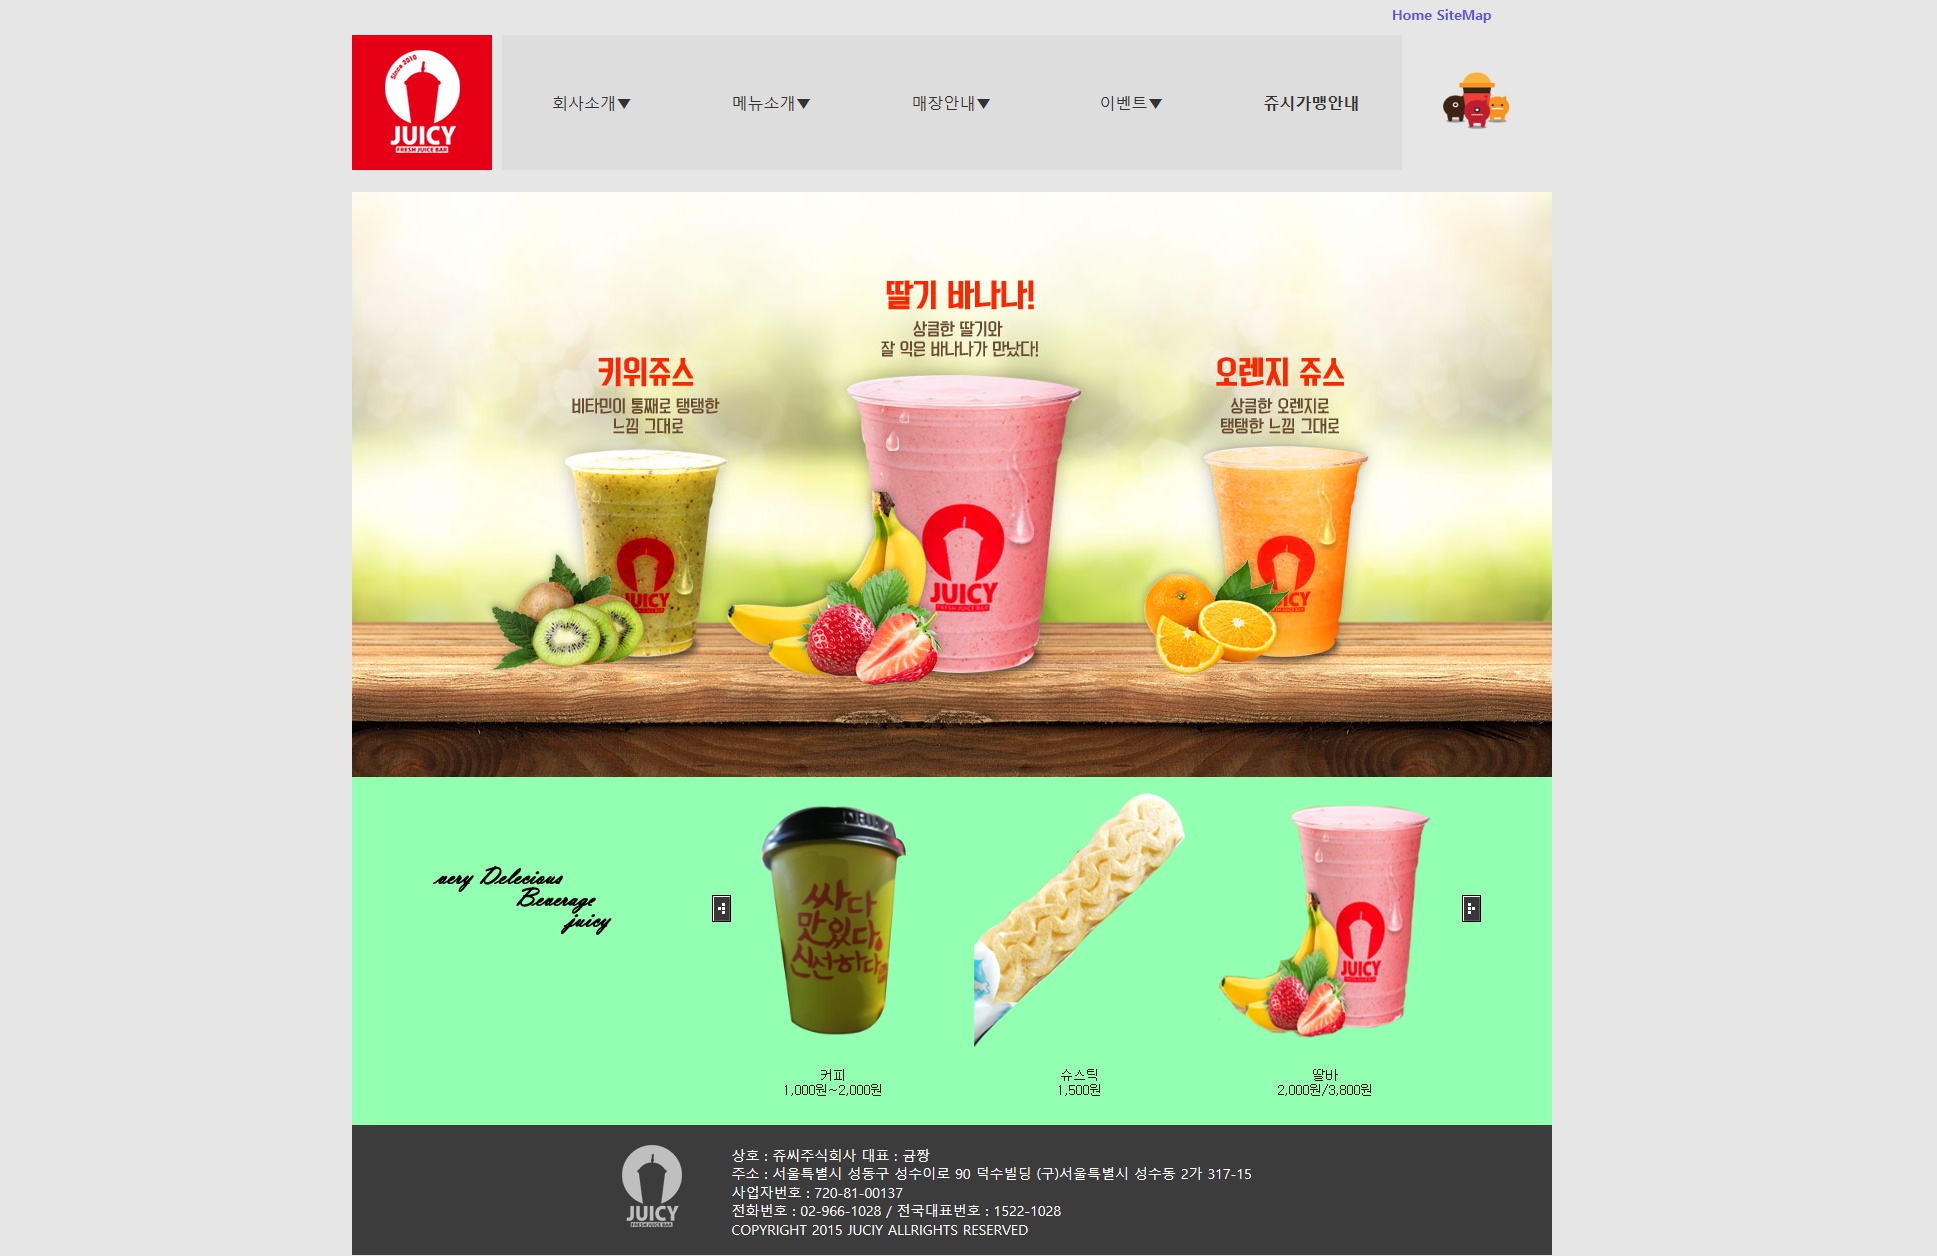 Home SiteMap
Since 2010
JUICY
FRESH JUICE BAR
회사소개▼
메뉴소개▼
매장안내▼
이벤트▼
쥬시가맹안내
딸기 바나나!
상큼한 딸기와
잘 익은 바나나가 만났다!
키위쥬스
비타민이 통째로 탱탱한
느낌 그대로
오렌지 쥬스
상큼한 오렌지로
탱탱한 느낌 그대로
JUICY
JUICY
FRESH JUICE BAR
JUICY
very Delecious
Beverage
juicy
싸다
맛있다
신선하다
JUICY
커피
1,000원~2,000원
슈스틱
1,500원
딸바
2,000원/3,800원
JUICY
FRESH JUICE BAR
상호 : 쥬씨주식회사 대표 : 금짱
주소 : 서울특별시 성동구 성수이로 90 덕수빌딩 (구)서울특별시 성수동 2가 317-15
사업자번호 : 720-81-00137
전화번호 : 02-966-1028 / 전국대표번호 : 1522-1028
COPYRIGHT 2015 JUCIY ALLRIGHTS RESERVED